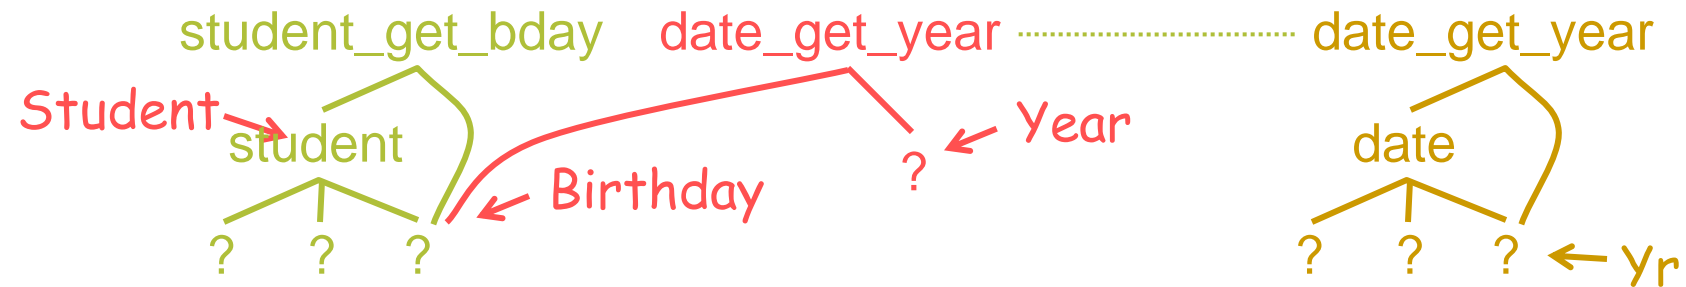 student_get_bday date_get_year date_get_year
Student Year
student date
? Birthday
? ? ? ? ? ? Yr